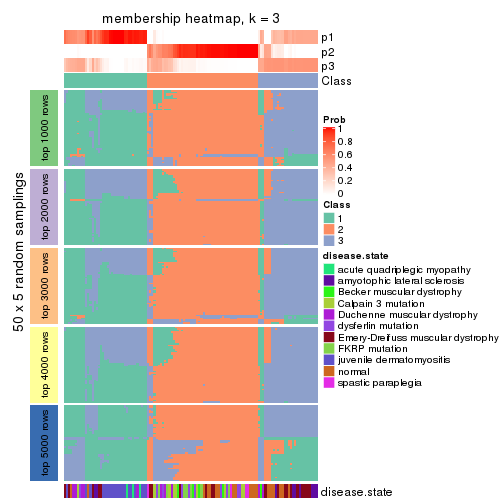 membership heatmap, k = 3
p1
p2
p3
Class
50 x 5 random samplings
top 1000 rows
top 2000 rows
top 3000 rows
top 4000 rows
top 5000 rows
disease.state
Prob
1
0.8
0.6
0.4
0.2
0
Class
1
2
3
disease.state
acute quadriplegic myopathy
amyotophic lateral sclerosis
Becker muscular dystrophy
Calpain 3 mutation
Duchenne muscular dystrophy
dysferlin mutation
Emery-Dreifuss muscular dystrophy
FKRP mutation
juvenile dermatomyositis
normal
spastic paraplegia